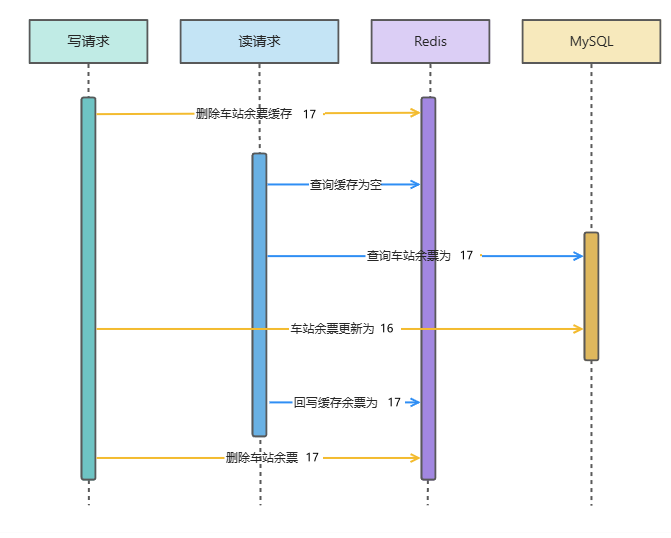 写请求
读请求
Redis
MySQL
删除车站余票缓存 17
查询缓存为空
查询车站余票为 17
车站余票更新为 16
回写缓存余票为 17
删除车站余票 17